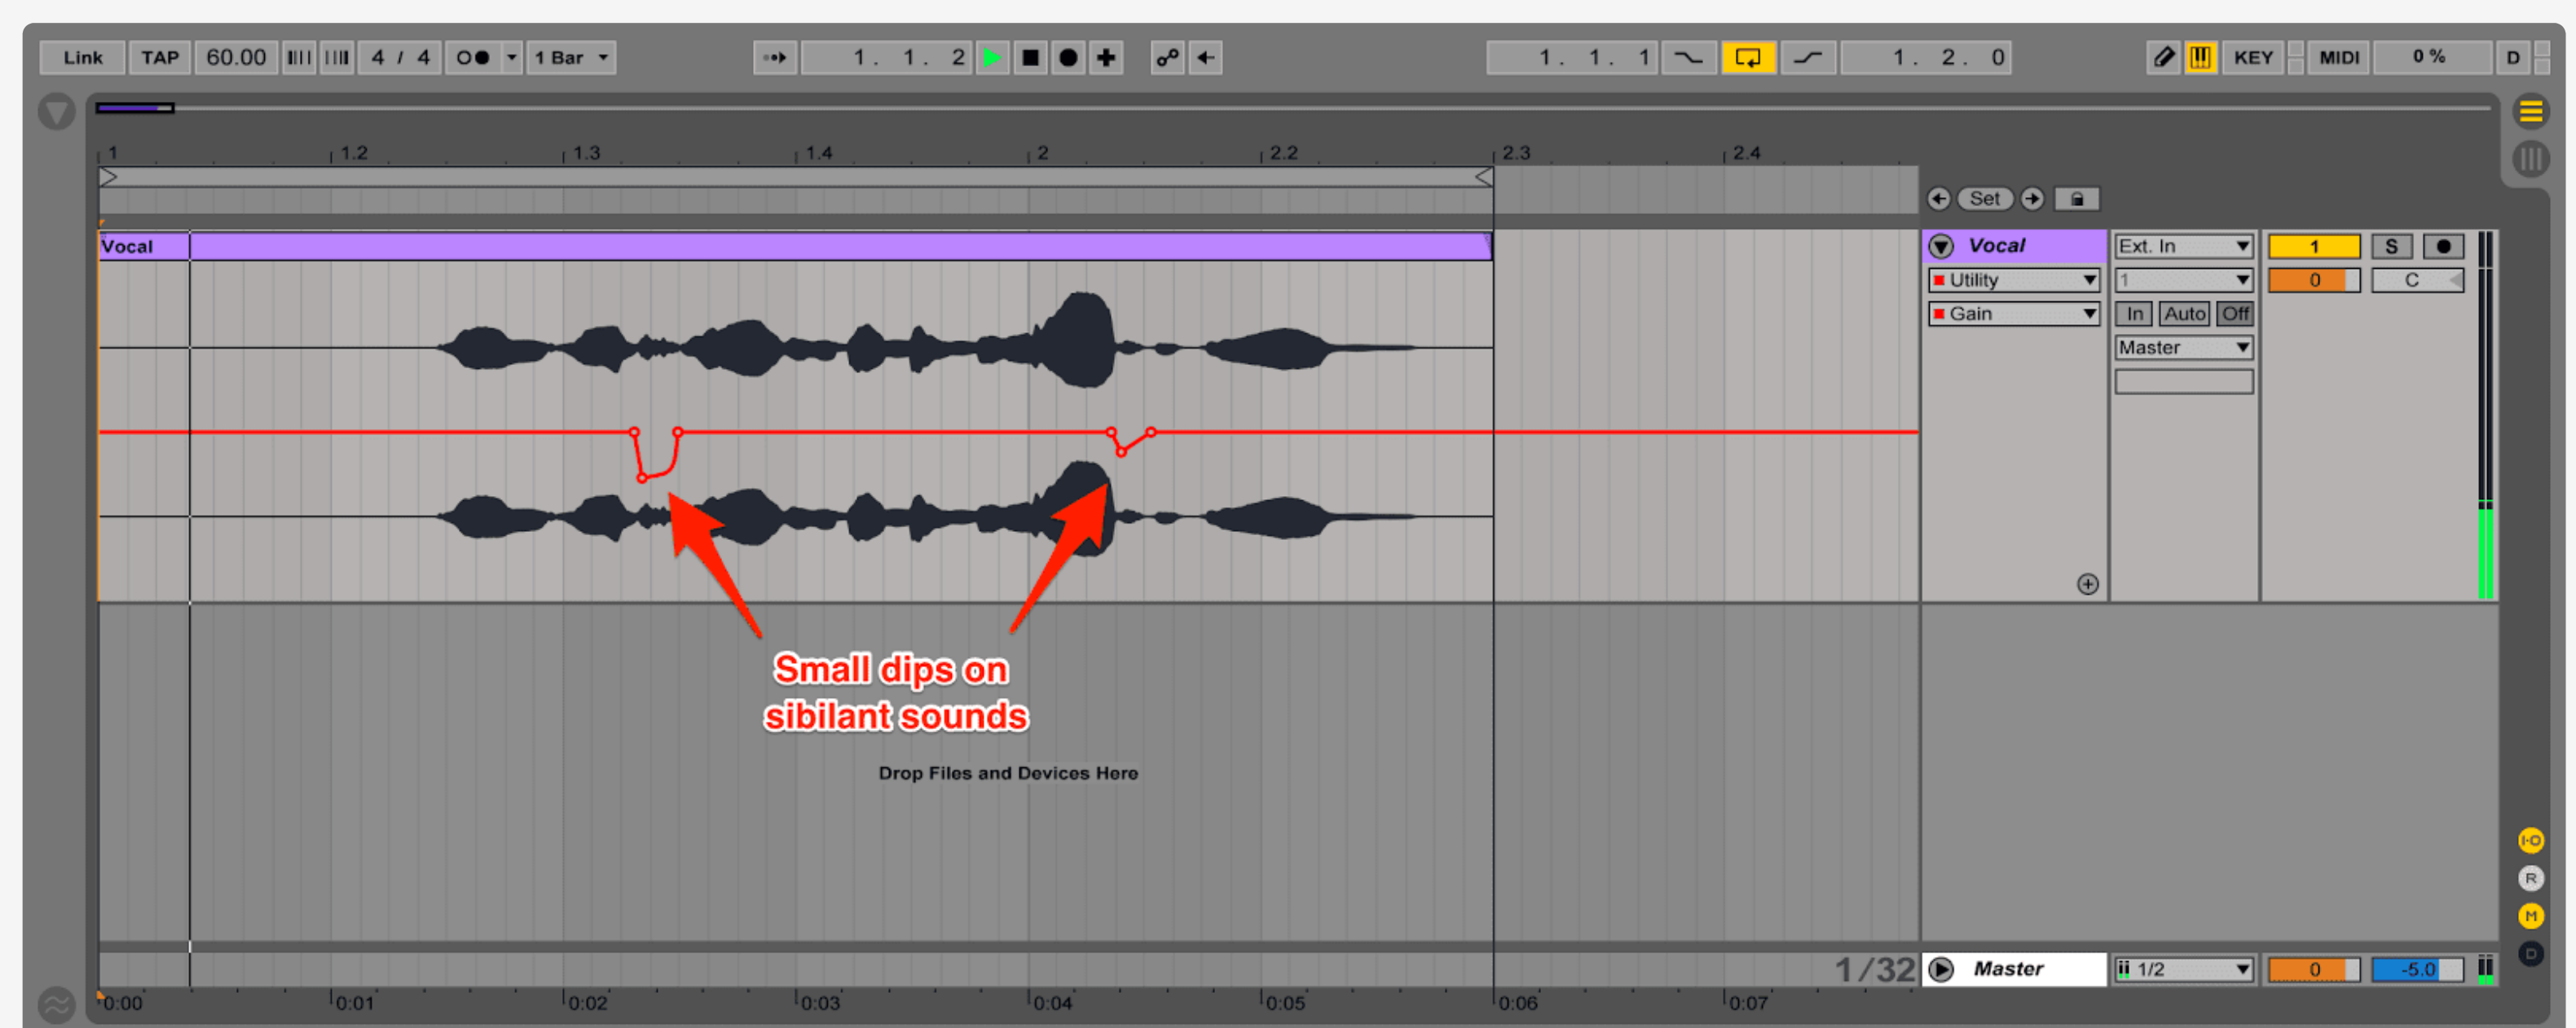 Link TAP 60.00 4 / 4 1 Bar 1. 1. 2 1. 1. 1 1. 2. 0 KEY MIDI 0 % D
1 1.2 1.3 1.4 2 2.2 2.3 2.4
Set
Vocal Vocal Ext. In 1 S
Utility 1 0 C
Gain In Auto Off
Master
Small dips on
sibilant sounds
Drop Files and Devices Here
I·O
R
M
D
1/32 Master 1/2 0 -5.0
0:00 0:01 0:02 0:03 0:04 0:05 0:06 0:07